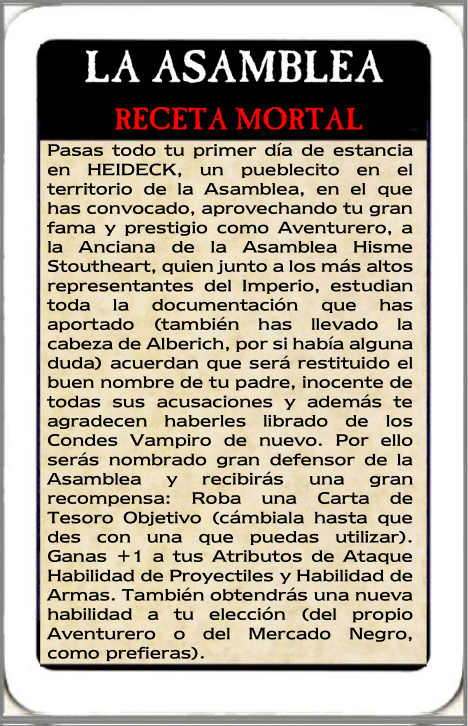 LA ASAMBLEA
RECETA MORTAL
Pasas todo tu primer día de estancia
en HEIDECK, un pueblecito en el
territorio de la Asamblea, en el que
has convocado, aprovechando tu gran
fama y prestigio como Aventurero, a
la Anciana de la Asamblea Hisme
Stoutheart, quien junto a los más altos
representantes del Imperio, estudian
toda la documentación que has
aportado (también has llevado la
cabeza de Alberich, por si había alguna
duda) acuerdan que será restituido el
buen nombre de tu padre, inocente de
todas sus acusaciones y además te
agradecen haberles librado de los
Condes Vampiro de nuevo. Por ello
serás nombrado gran defensor de la
Asamblea y recibirás una gran
recompensa: Roba una Carta de
Tesoro Objetivo (cámbiala hasta que
des con una que puedas utilizar).
Ganas +1 a tus Atributos de Ataque
Habilidad de Proyectiles y Habilidad de
Armas. También obtendrás una nueva
habilidad a tu elección (del propio
Aventurero o del Mercado Negro,
como prefieras).